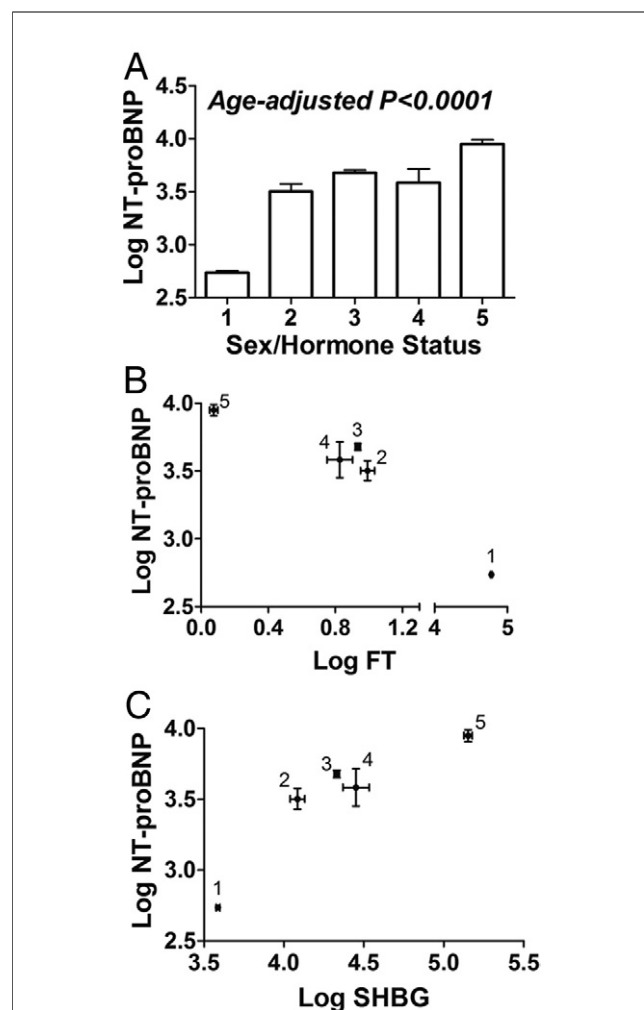 A
Log NT-proBNP
4.5
4.0
3.5
3.0
2.5
Age-adjusted P<0.0001
1 2 3 4 5
Sex/Hormone Status
B
Log NT-proBNP
4.0
3.5
3.0
2.5
5
4
3
2
1
0.0 0.4 0.8 1.2 4 5
Log FT
C
Log NT-proBNP
4.0
3.5
3.0
2.5
1
2
3
4
5
3.5 4.0 4.5 5.0 5.5
Log SHBG